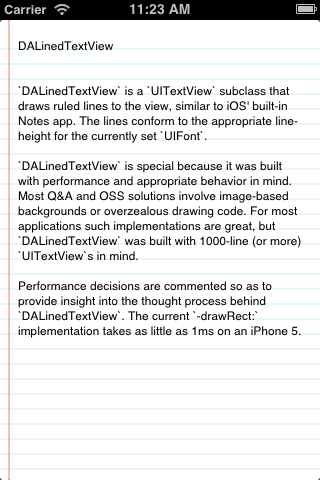 Carrier 11:23 AM
DALinedTextView
`DALinedTextView` is a `UITextView` subclass that
draws ruled lines to the view, similar to iOS' built-in
Notes app. The lines conform to the appropriate line-
height for the currently set `UIFont`.
`DALinedTextView` is special because it was built
with performance and appropriate behavior in mind.
Most Q&A and OSS solutions involve image-based
backgrounds or overzealous drawing code. For most
applications such implementations are great, but
`DALinedTextView` was built with 1000-line (or more)
`UITextView`s in mind.
Performance decisions are commented so as to
provide insight into the thought process behind
`DALinedTextView`. The current `-drawRect:`
implementation takes as little as 1ms on an iPhone 5.